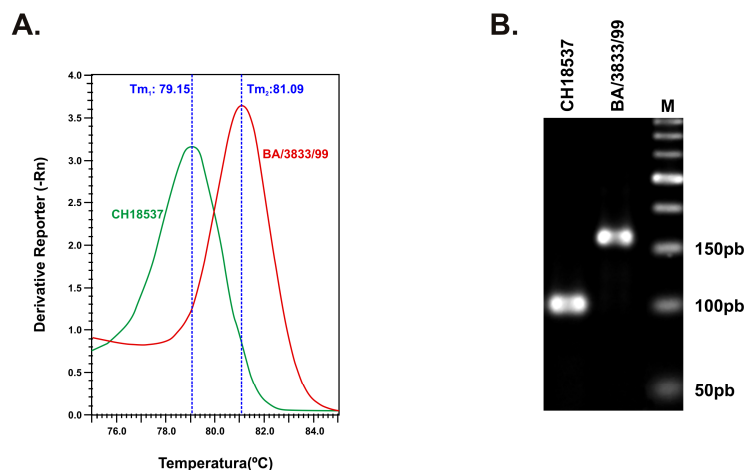 A.
B.
Derivative Reporter (-Rn)
4.0
3.5
3.0
2.5
2.0
1.5
1.0
0.5
0.0
Tm₁: 79.15
Tm₂:81.09
BA/3833/99
CH18537
76.0 78.0 80.0 82.0 84.0
Temperatura(ºC)
CH18537
BA/3833/99
M
150pb
100pb
50pb